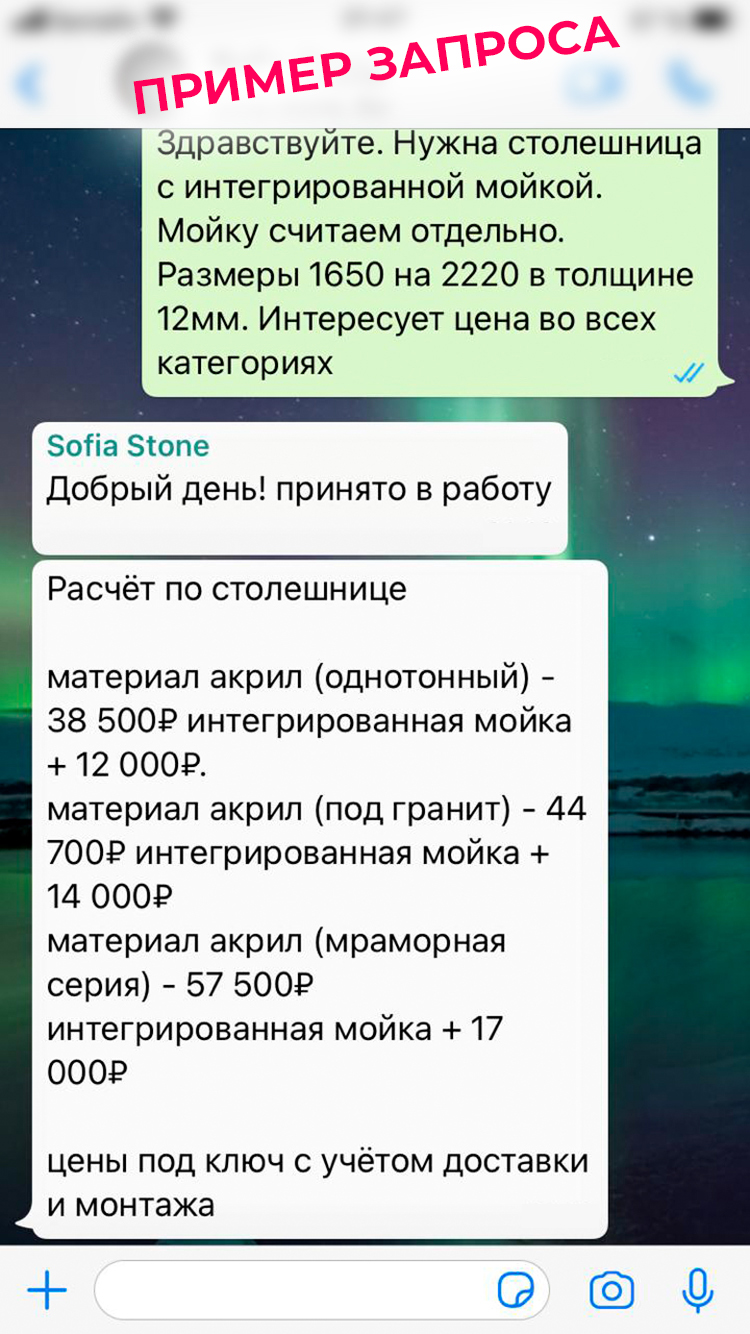 ПРИМЕР ЗАПРОСА
Здравствуйте. Нужна столешница
с интегрированной мойкой.
Мойку считаем отдельно.
Размеры 1650 на 2220 в толщине
12мм. Интересует цена во всех
категориях
Sofia Stone
Добрый день! принято в работу
Расчёт по столешнице
материал акрил (однотонный) -
38 500₽ интегрированная мойка
+ 12 000₽.
материал акрил (под гранит) - 44
700₽ интегрированная мойка +
14 000₽
материал акрил (мраморная
серия) - 57 500₽
интегрированная мойка + 17
000₽
цены под ключ с учётом доставки
и монтажа